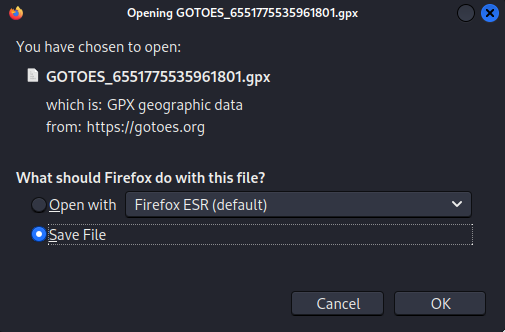 Opening GOTOES_6551775535961801.gpx
You have chosen to open:
GOTOES_6551775535961801.gpx
which is: GPX geographic data
from: https://gotoes.org
What should Firefox do with this file?
Open with Firefox ESR (default)
Save File
Cancel OK